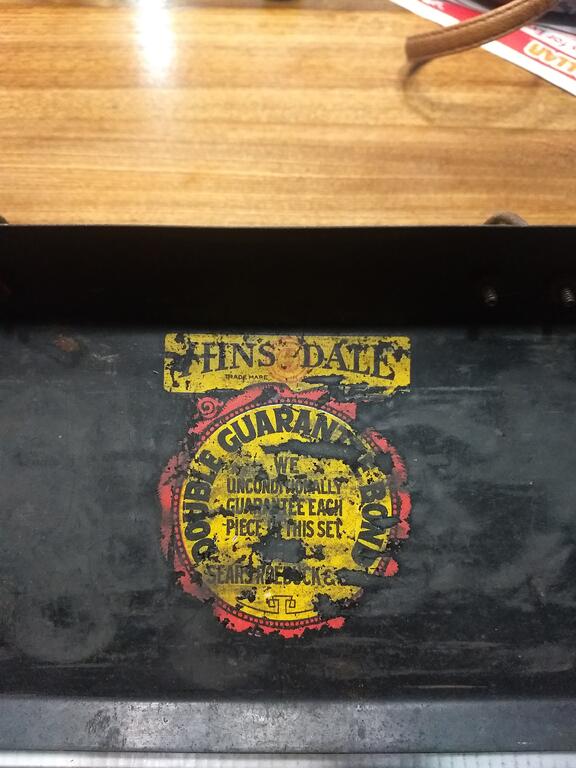 HINSDALE
TRADE MARK
DOUBLE GUARANTEE BOND
WE
UNCONDITIONALLY
GUARANTEE EACH
PIECE IN THIS SET
SEARS ROEBUCK &